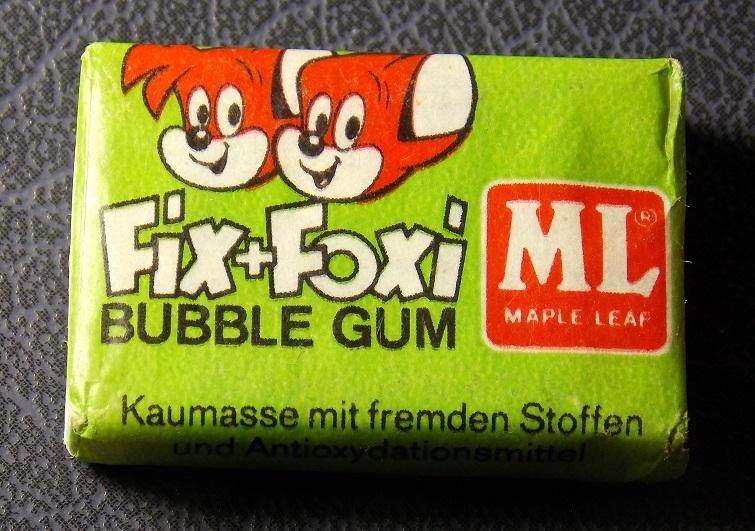 Fix+Foxi
BUBBLE GUM
ML®
MAPLE LEAF
Kaumasse mit fremden Stoffen
und Antioxydationsmittel